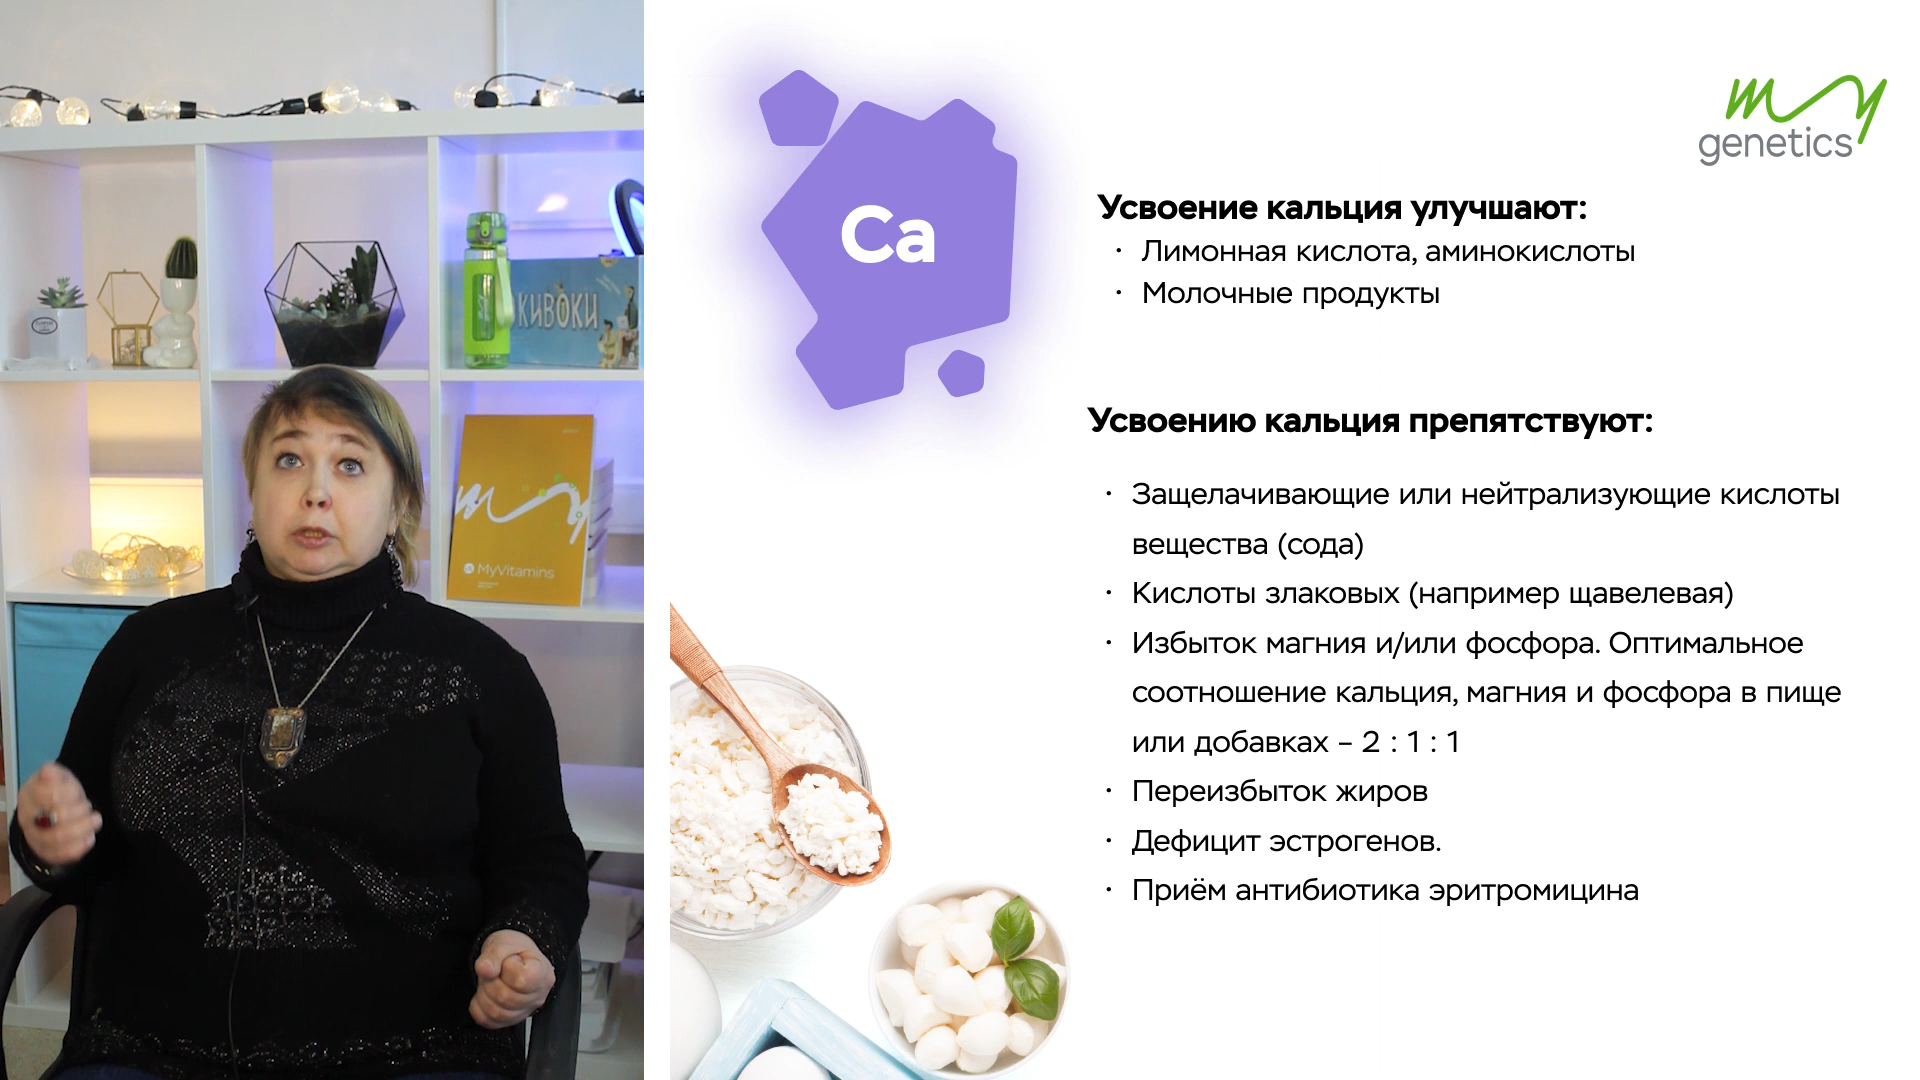 ОКИВОКИ
my
MyVitamins
Ca
my
genetics
Усвоение кальция улучшают:
· Лимонная кислота, аминокислоты
· Молочные продукты
Усвоению кальция препятствуют:
· Защелачивающие или нейтрализующие кислоты
вещества (сода)
· Кислоты злаковых (например щавелевая)
· Избыток магния и/или фосфора. Оптимальное
соотношение кальция, магния и фосфора в пище
или добавках – 2 : 1 : 1
· Переизбыток жиров
· Дефицит эстрогенов.
· Приём антибиотика эритромицина